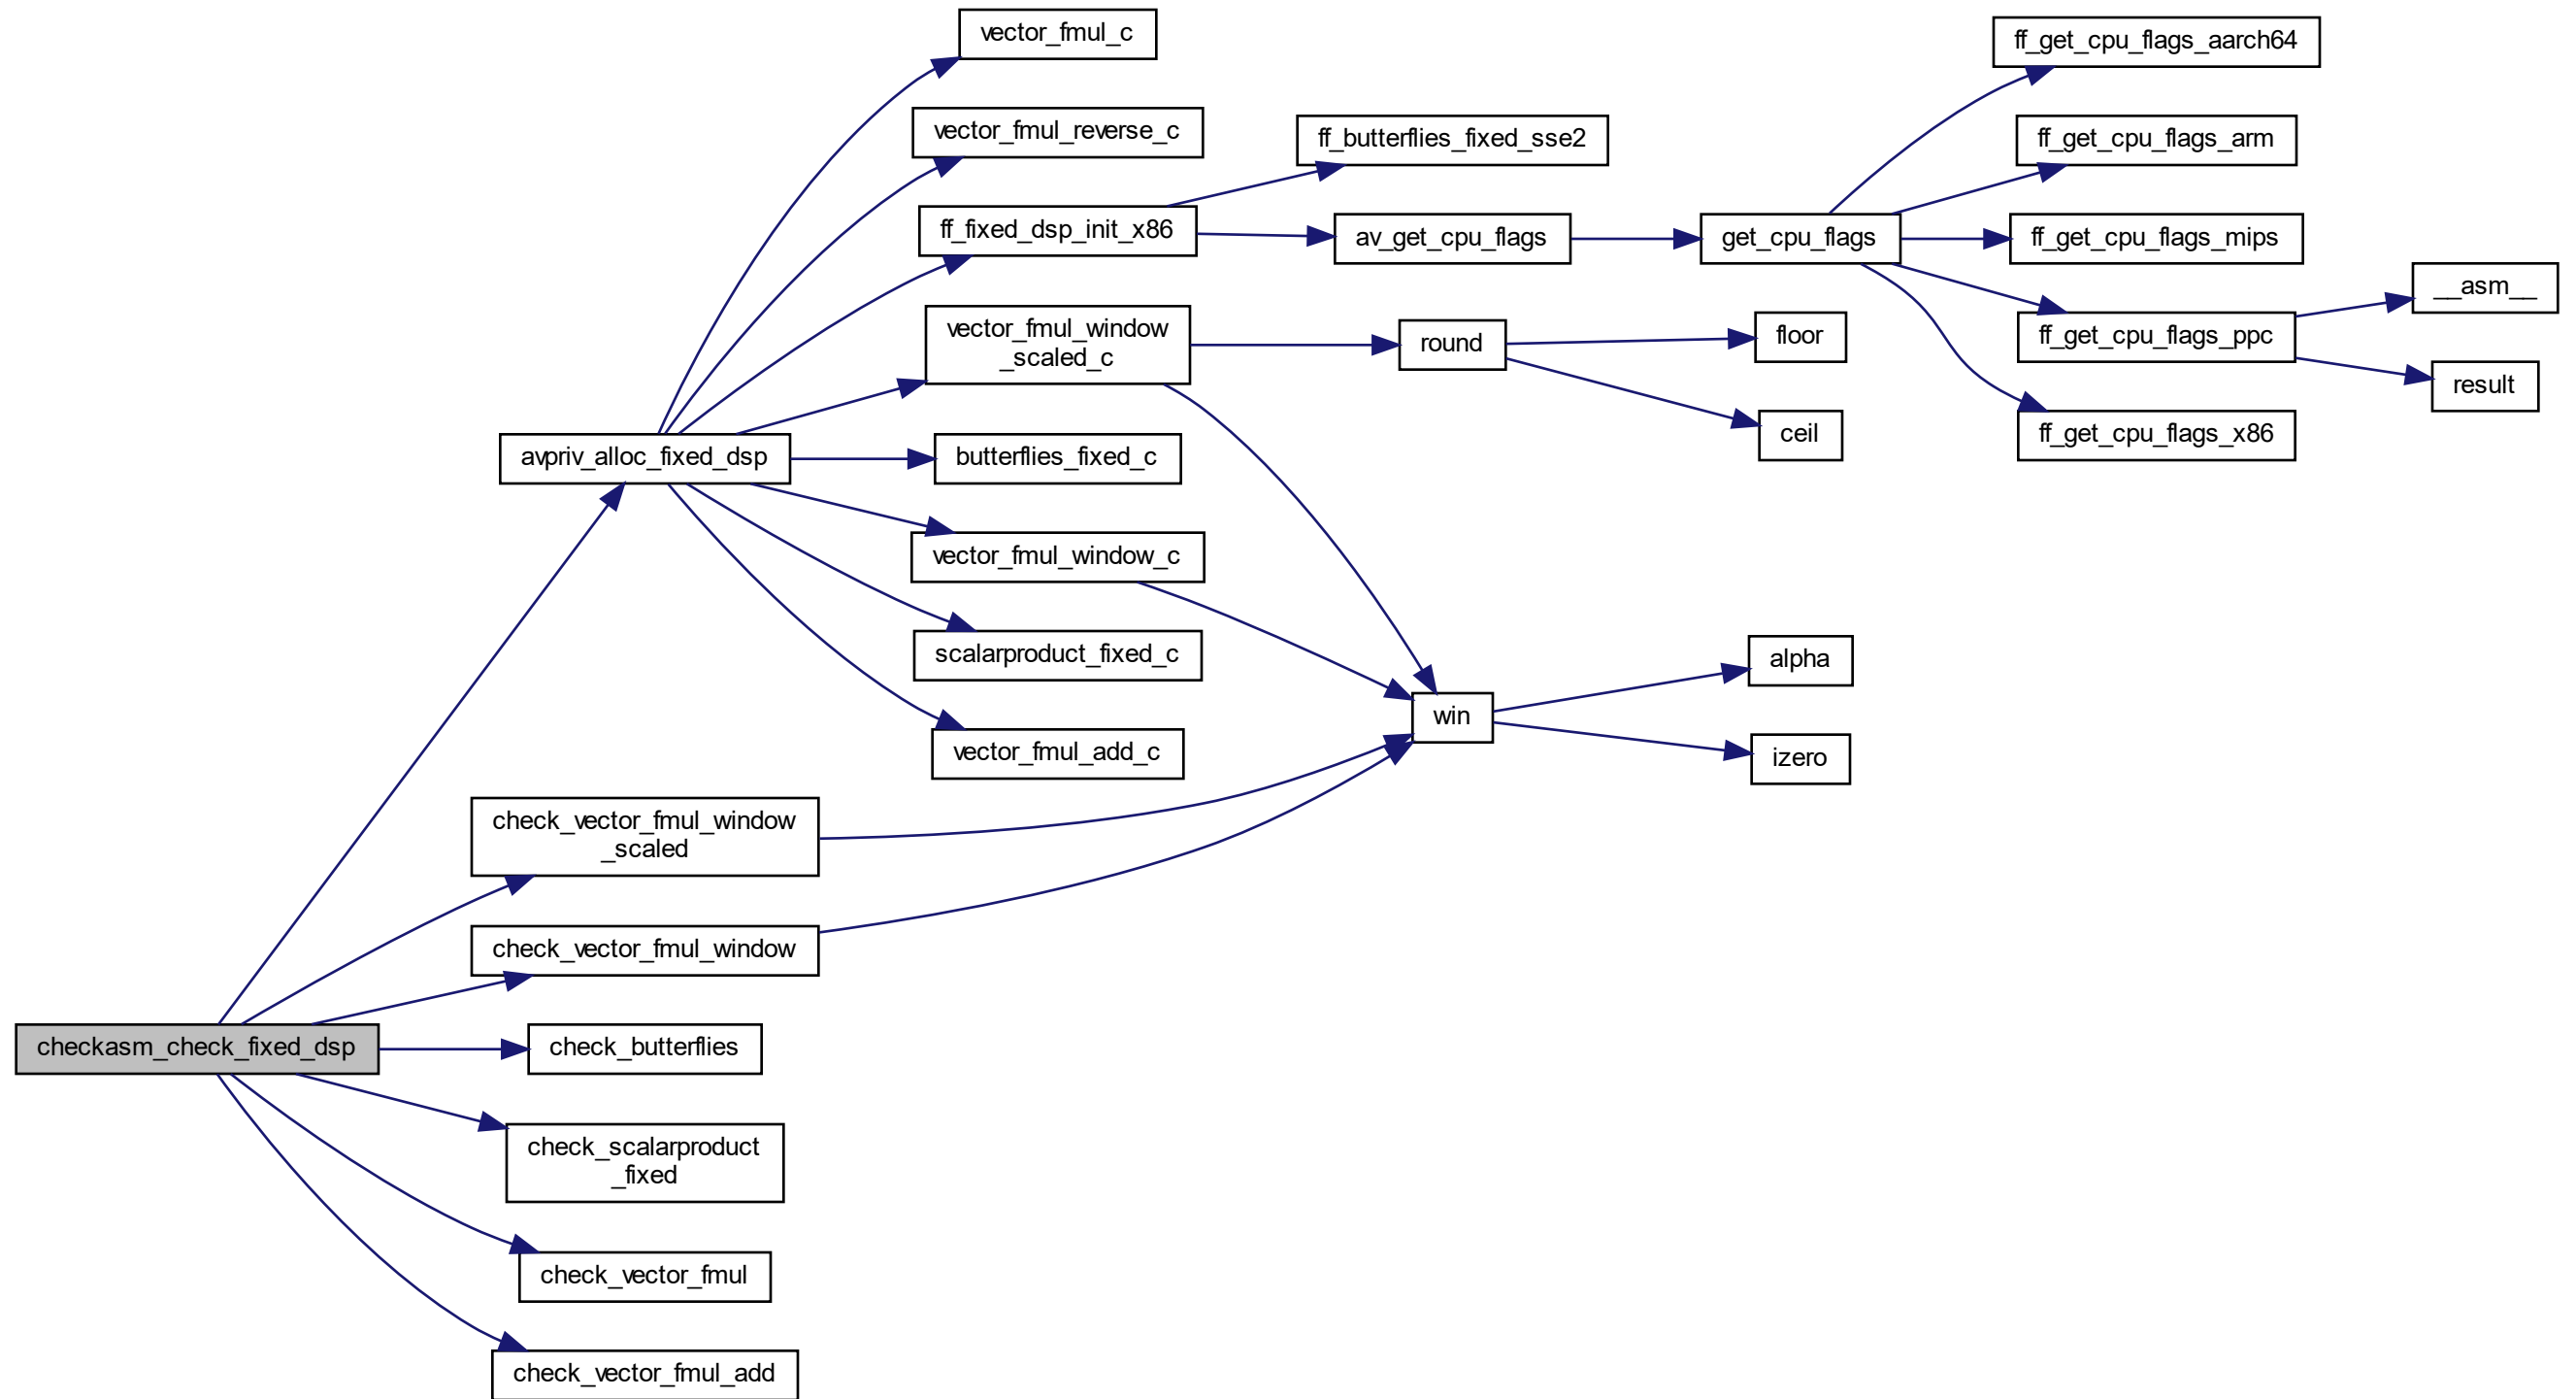 vector_fmul_c
ff_get_cpu_flags_aarch64
vector_fmul_reverse_c
ff_butterflies_fixed_sse2
ff_get_cpu_flags_arm
ff_fixed_dsp_init_x86
av_get_cpu_flags
get_cpu_flags
ff_get_cpu_flags_mips
__asm__
vector_fmul_window
_scaled_c
round
floor
ff_get_cpu_flags_ppc
result
ceil
ff_get_cpu_flags_x86
avpriv_alloc_fixed_dsp
butterflies_fixed_c
vector_fmul_window_c
scalarproduct_fixed_c
alpha
win
vector_fmul_add_c
izero
check_vector_fmul_window
_scaled
check_vector_fmul_window
checkasm_check_fixed_dsp
check_butterflies
check_scalarproduct
_fixed
check_vector_fmul
check_vector_fmul_add